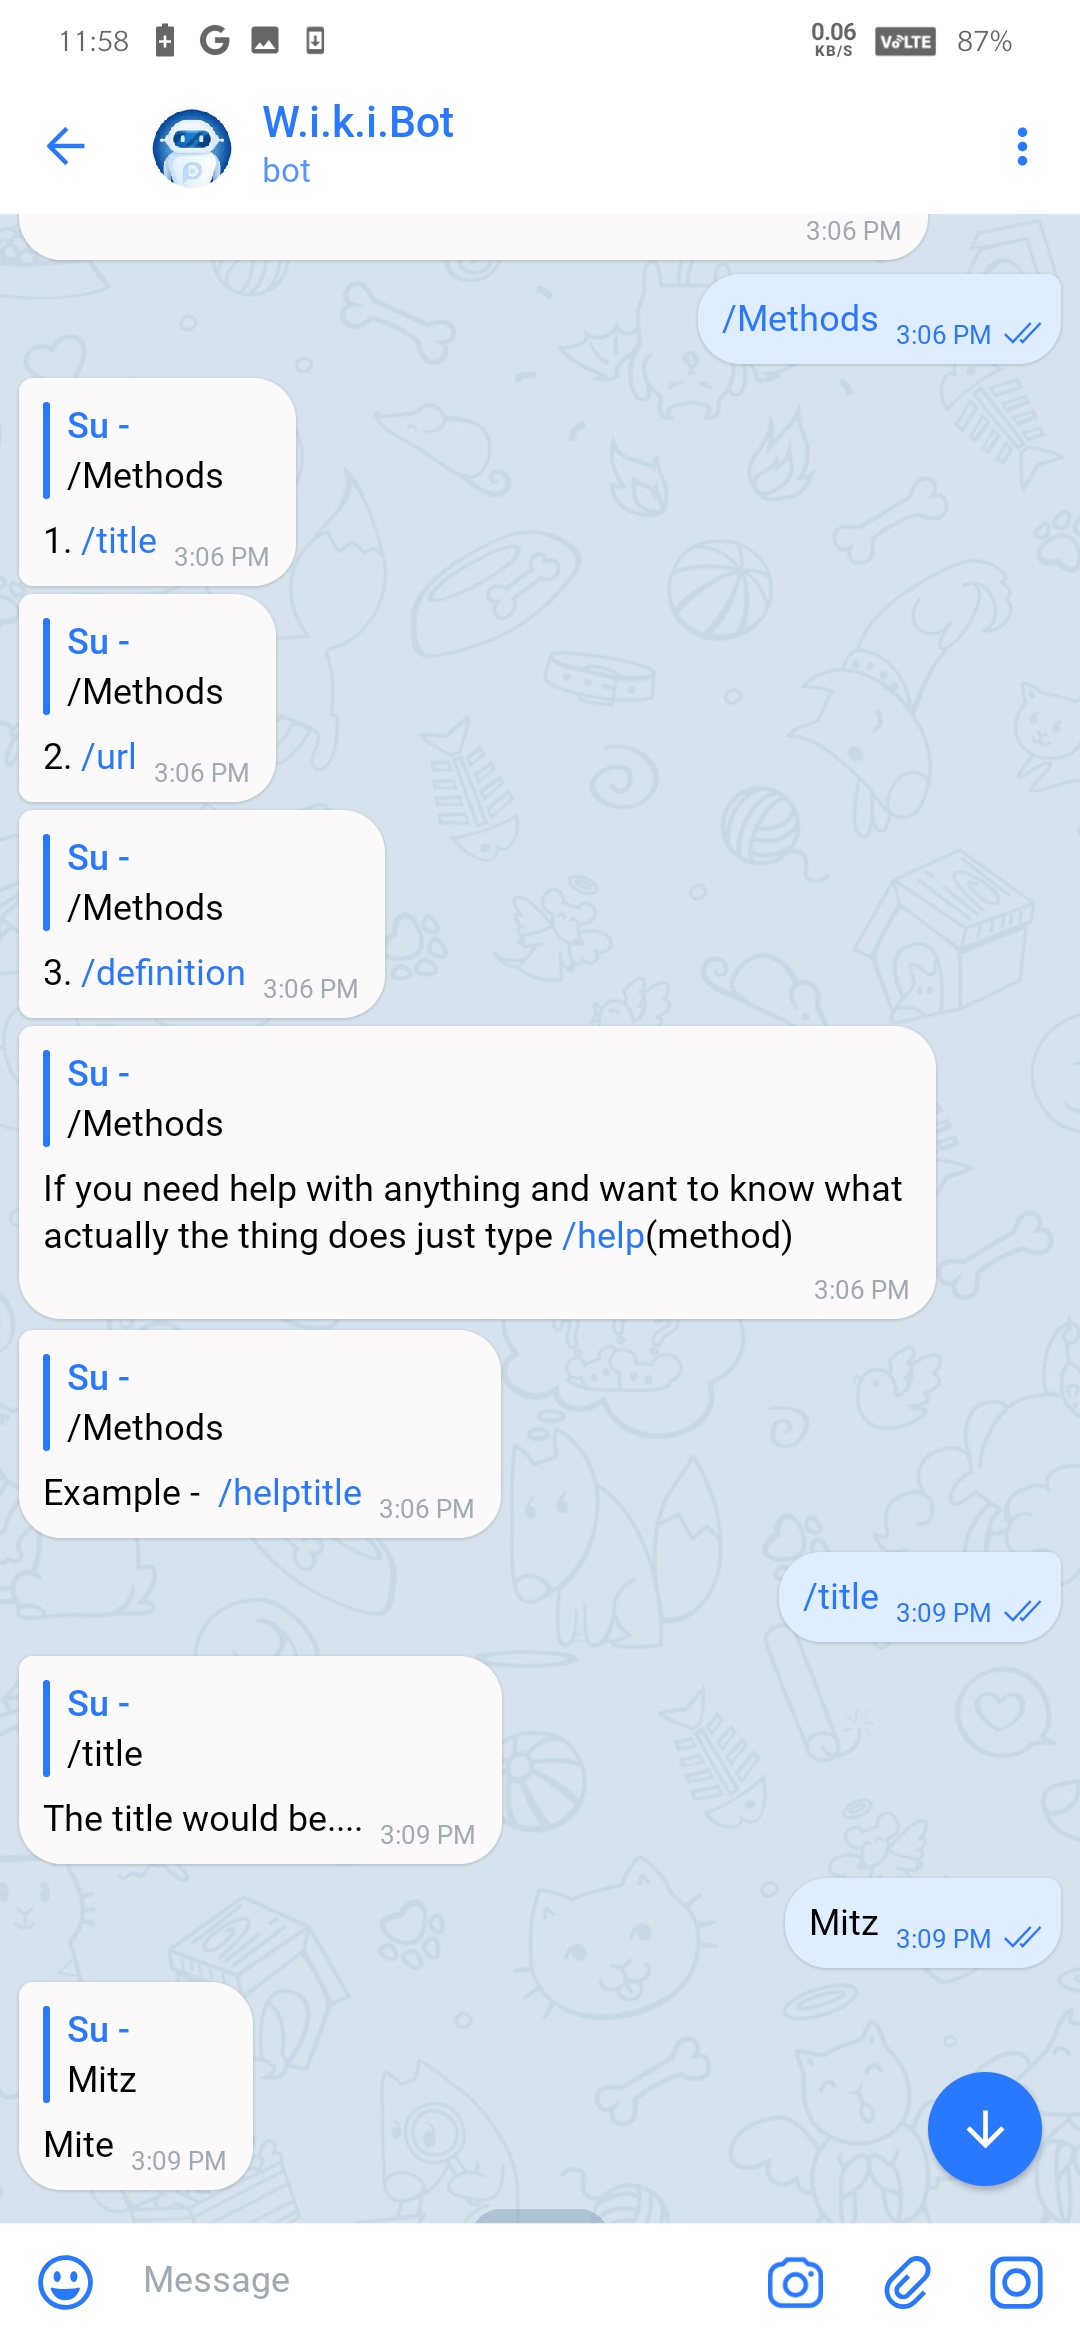 11:58
0.06
KB/S
VoLTE
87%
W.i.k.i.Bot
bot
3:06 PM
/Methods 3:06 PM
Su -
/Methods
1. /title 3:06 PM
Su -
/Methods
2. /url 3:06 PM
Su -
/Methods
3. /definition 3:06 PM
Su -
/Methods
If you need help with anything and want to know what
actually the thing does just type /help(method)
3:06 PM
Su -
/Methods
Example - /helptitle 3:06 PM
/title 3:09 PM
Su -
/title
The title would be.... 3:09 PM
Mitz 3:09 PM
Su -
Mitz
Mite 3:09 PM
Message